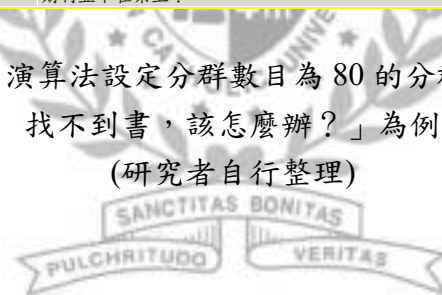 演算法設定分群數目為 80 的分
找不到書，該怎麼辦？」為例
(研究者自行整理)
SANCTITAS BONITAS
PULCHRITUDO VERITAS